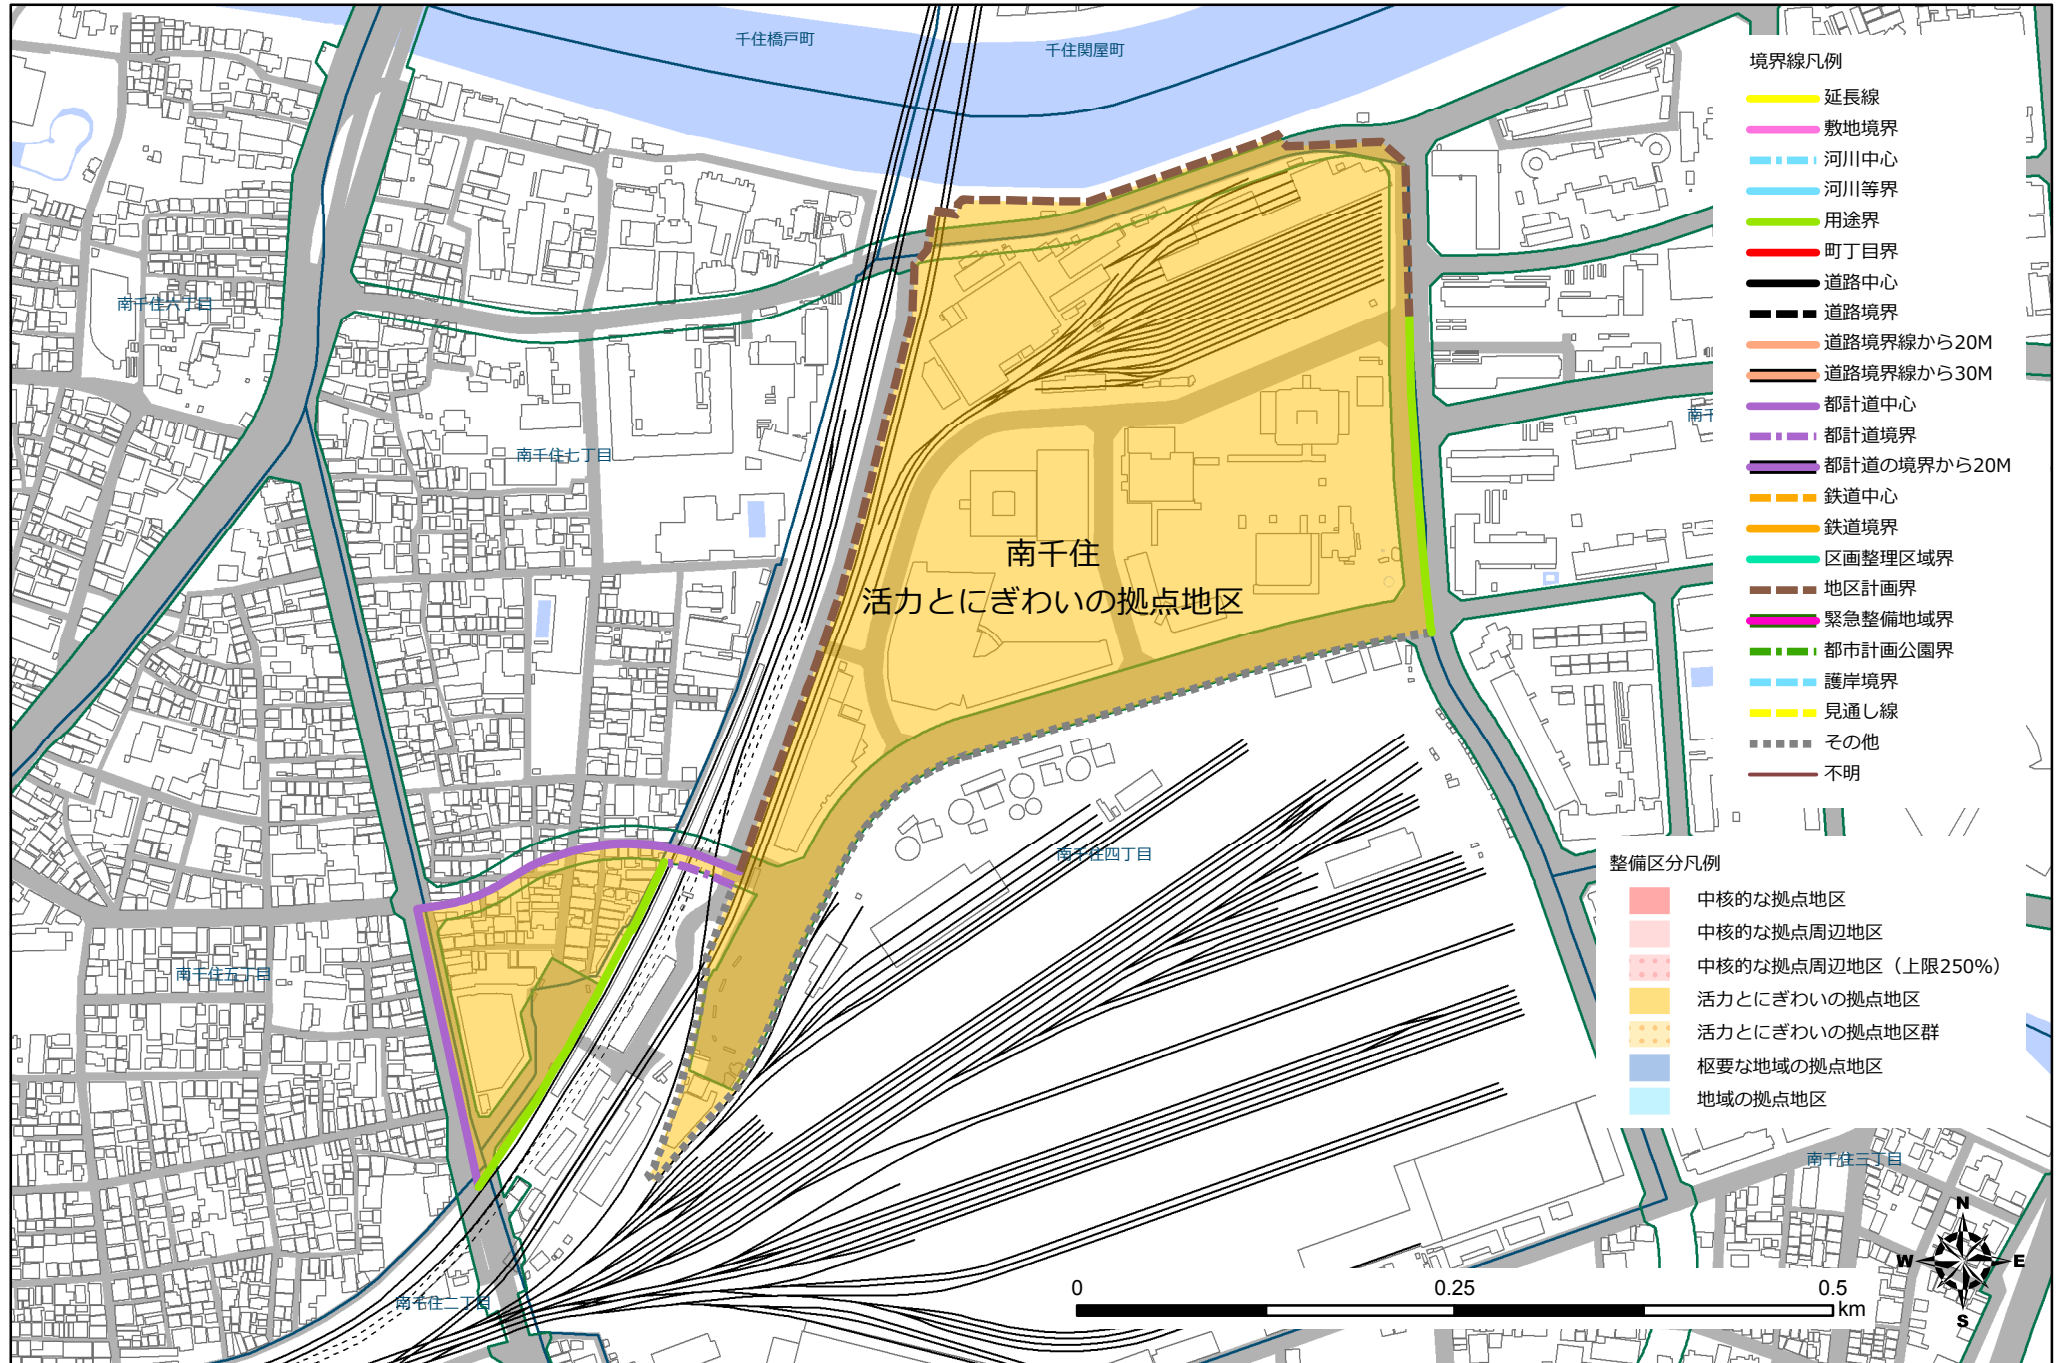 千住橋戸町
千住関屋町
南千住六丁目
南千住七丁目
南千
南千住
活力とにぎわいの拠点地区
南千住四丁目
南千住五丁目
南千住三丁目
南千住二丁目
境界線凡例
延長線
敷地境界
河川中心
河川等界
用途界
町丁目界
道路中心
道路境界
道路境界線から20M
道路境界線から30M
都計道中心
都計道境界
都計道の境界から20M
鉄道中心
鉄道境界
区画整理区域界
地区計画界
緊急整備地域界
都市計画公園界
護岸境界
見通し線
その他
不明
整備区分凡例
中核的な拠点地区
中核的な拠点周辺地区
中核的な拠点周辺地区（上限250%）
活力とにぎわいの拠点地区
活力とにぎわいの拠点地区群
枢要な地域の拠点地区
地域の拠点地区
N
W E
S
0 0.25 0.5
km